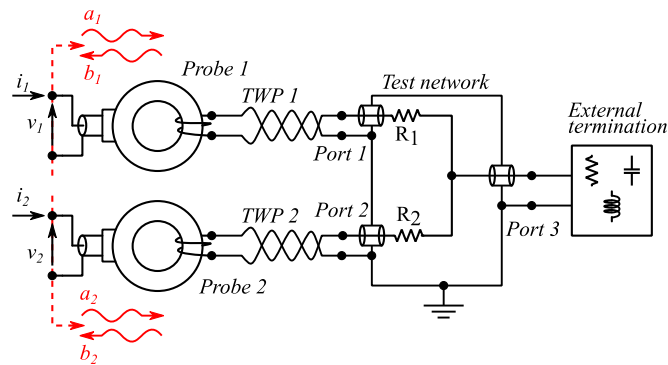 a1
b1
i1
v1
Probe 1
TWP 1
Port 1
Test network
R1
External
termination
i2
v2
Probe 2
TWP 2
Port 2
R2
Port 3
a2
b2